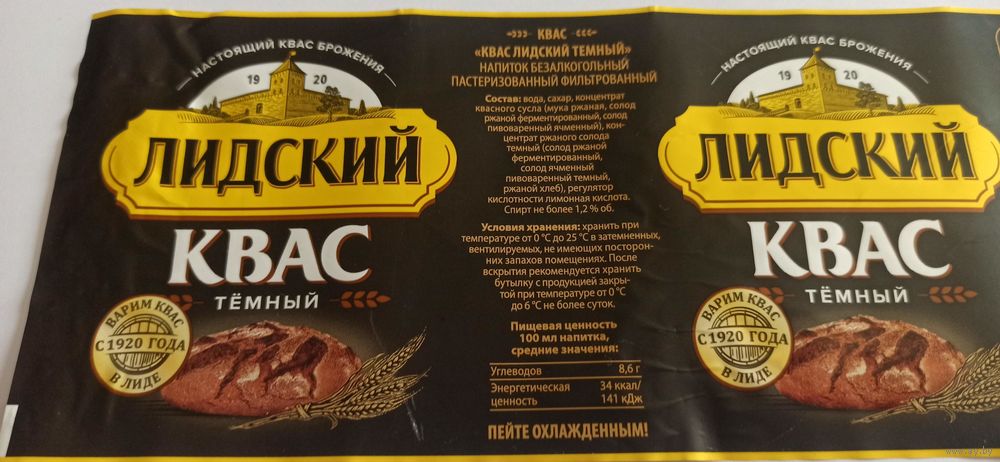 НАСТОЯЩИЙ КВАС БРОЖЕНИЯ
19 20
ЛИДСКИЙ
КВАС
ТЁМНЫЙ
ВАРИМ КВАС
С 1920 ГОДА
В ЛИДЕ
КВАС
«КВАС ЛИДСКИЙ ТЕМНЫЙ»
НАПИТОК БЕЗАЛКОГОЛЬНЫЙ
ПАСТЕРИЗОВАННЫЙ ФИЛЬТРОВАННЫЙ
Состав: вода, сахар, концентрат
квасного сусла (мука ржаная, солод
ржаной ферментированный, солод
пивоваренный ячменный), кон-
центрат ржаного солода
темный (солод ржаной
ферментированный,
солод ячменный
пивоваренный темный,
ржаной хлеб), регулятор
кислотности лимонная кислота.
Спирт не более 1,2 % об.
Условия хранения: хранить при
температуре от 0 °С до 25 °С в затемненных,
вентилируемых, не имеющих посторон-
них запахов помещениях. После
вскрытия рекомендуется хранить
бутылку с продукцией закры-
той при температуре от 0 °С
до 6 °С не более суток.
Пищевая ценность
100 мл напитка,
средние значения:
Углеводов 8,6 г
Энергетическая 34 ккал/
ценность 141 кДж
ПЕЙТЕ ОХЛАЖДЕННЫМ!
НАСТОЯЩИЙ КВАС БРОЖЕНИЯ
19 20
ЛИДСКИЙ
КВАС
ТЁМНЫЙ
ВАРИМ КВАС
С 1920 ГОДА
В ЛИДЕ
www.ay.by